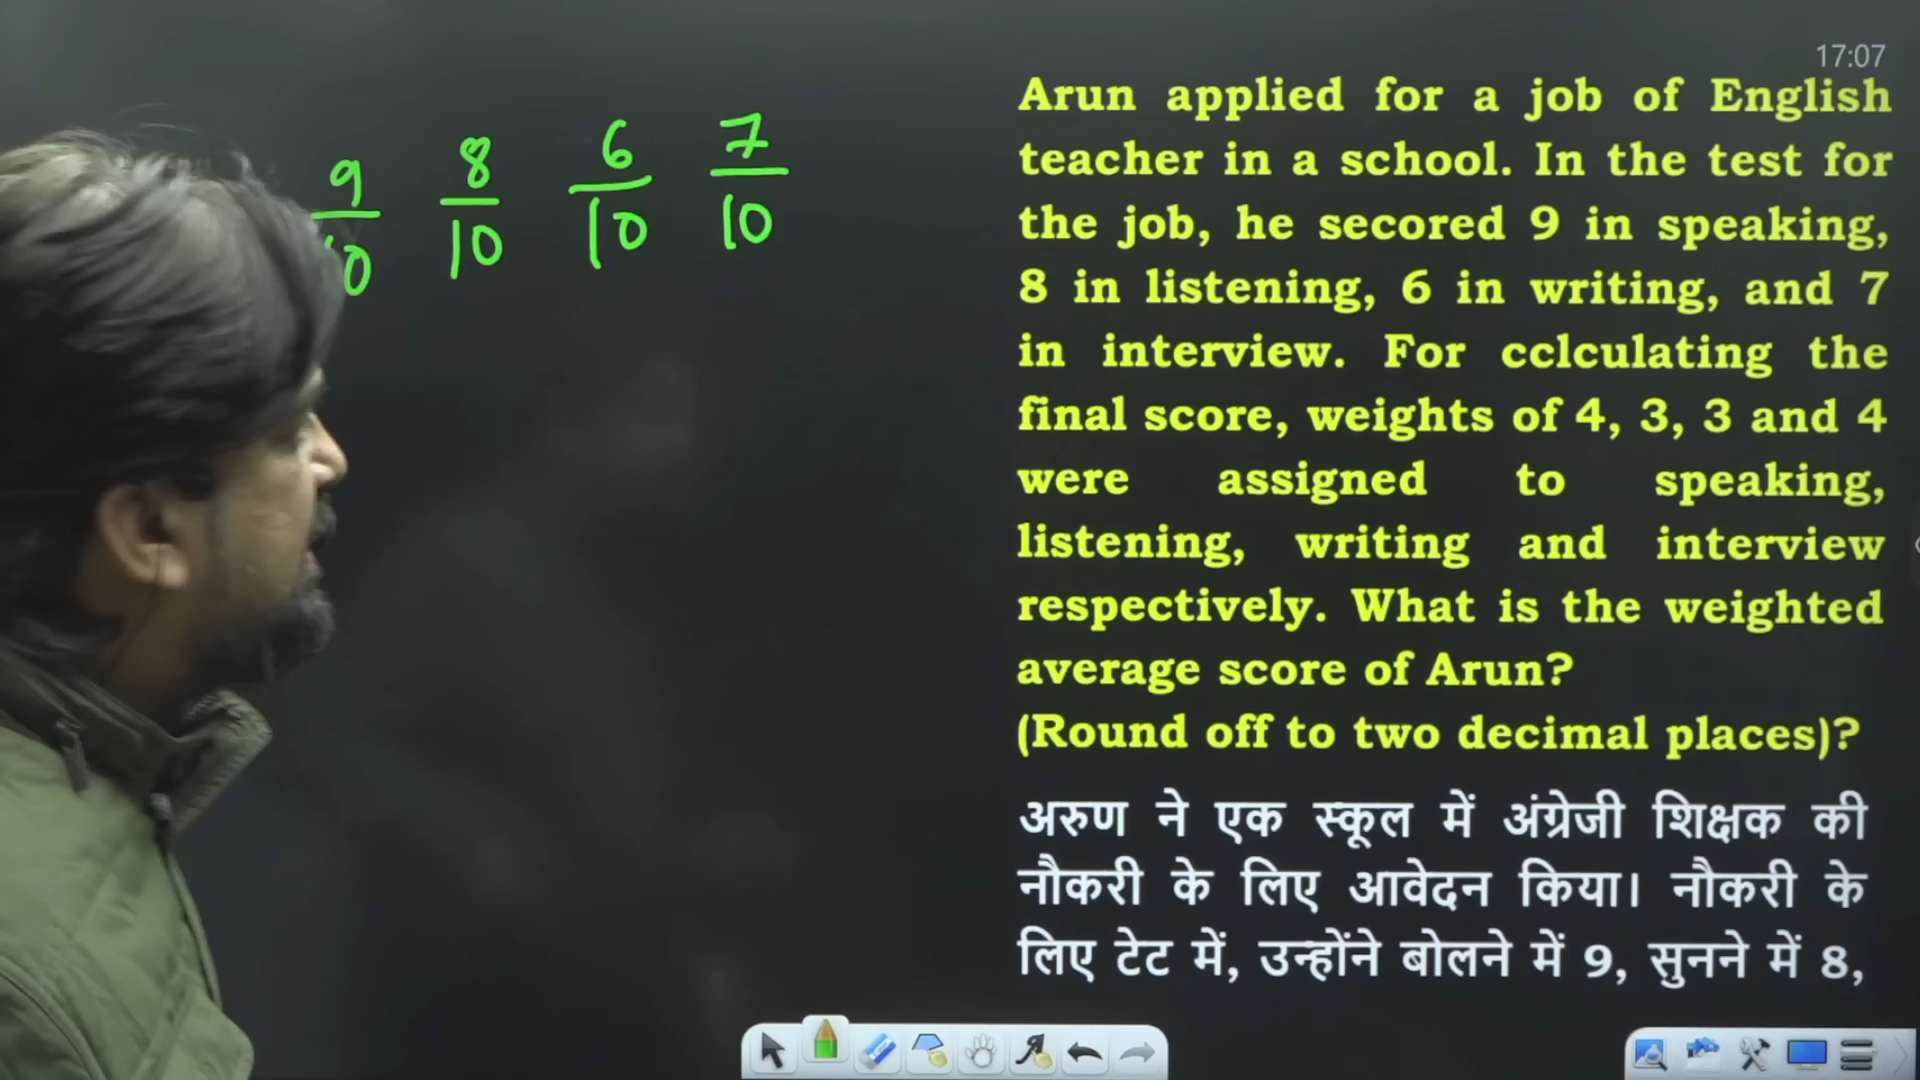 17:07
9 8 6 7
10 10 10 10
Arun applied for a job of English
teacher in a school. In the test for
the job, he secored 9 in speaking,
8 in listening, 6 in writing, and 7
in interview. For cclculating the
final score, weights of 4, 3, 3 and 4
were assigned to speaking,
listening, writing and interview
respectively. What is the weighted
average score of Arun?
(Round off to two decimal places)?
अरुण ने एक स्कूल में अंग्रेजी शिक्षक की
नौकरी के लिए आवेदन किया। नौकरी के
लिए टेट में, उन्होंने बोलने में 9, सुनने में 8,